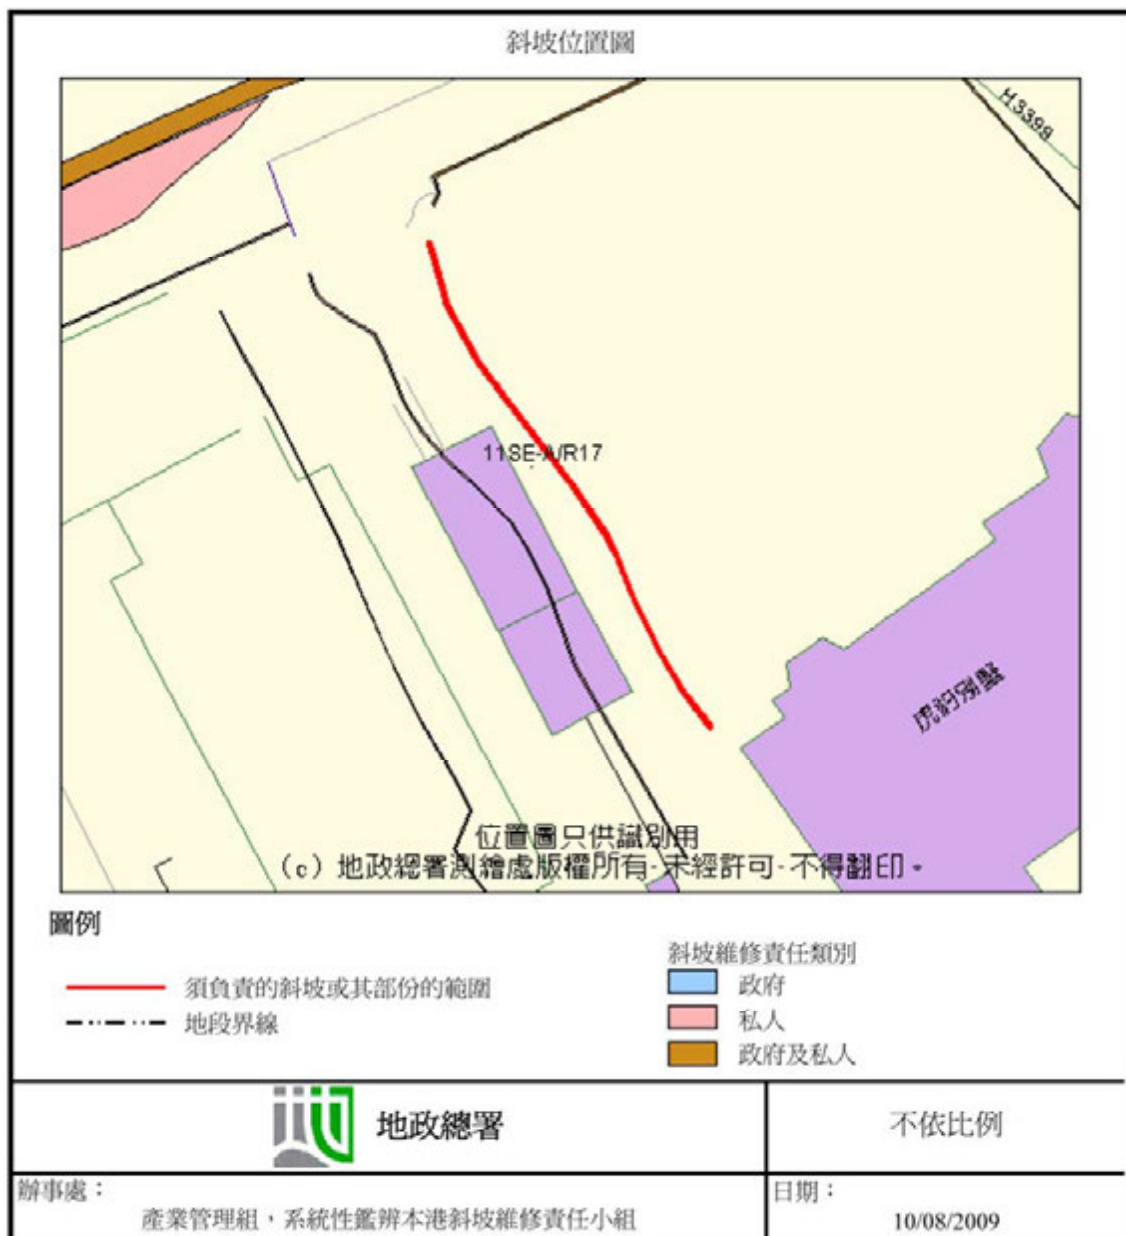 斜坡位置圖
H3398
11SE-A/R17
虎豹別墅
位置圖只供識別用
(c) 地政總署測繪處版權所有-未經許可-不得翻印。
圖例
須負責的斜坡或其部份的範圍
地段界線
斜坡維修責任類別
政府
私人
政府及私人
地政總署
不依比例
辦事處：
產業管理組，系統性鑑辨本港斜坡維修責任小組
日期：
10/08/2009